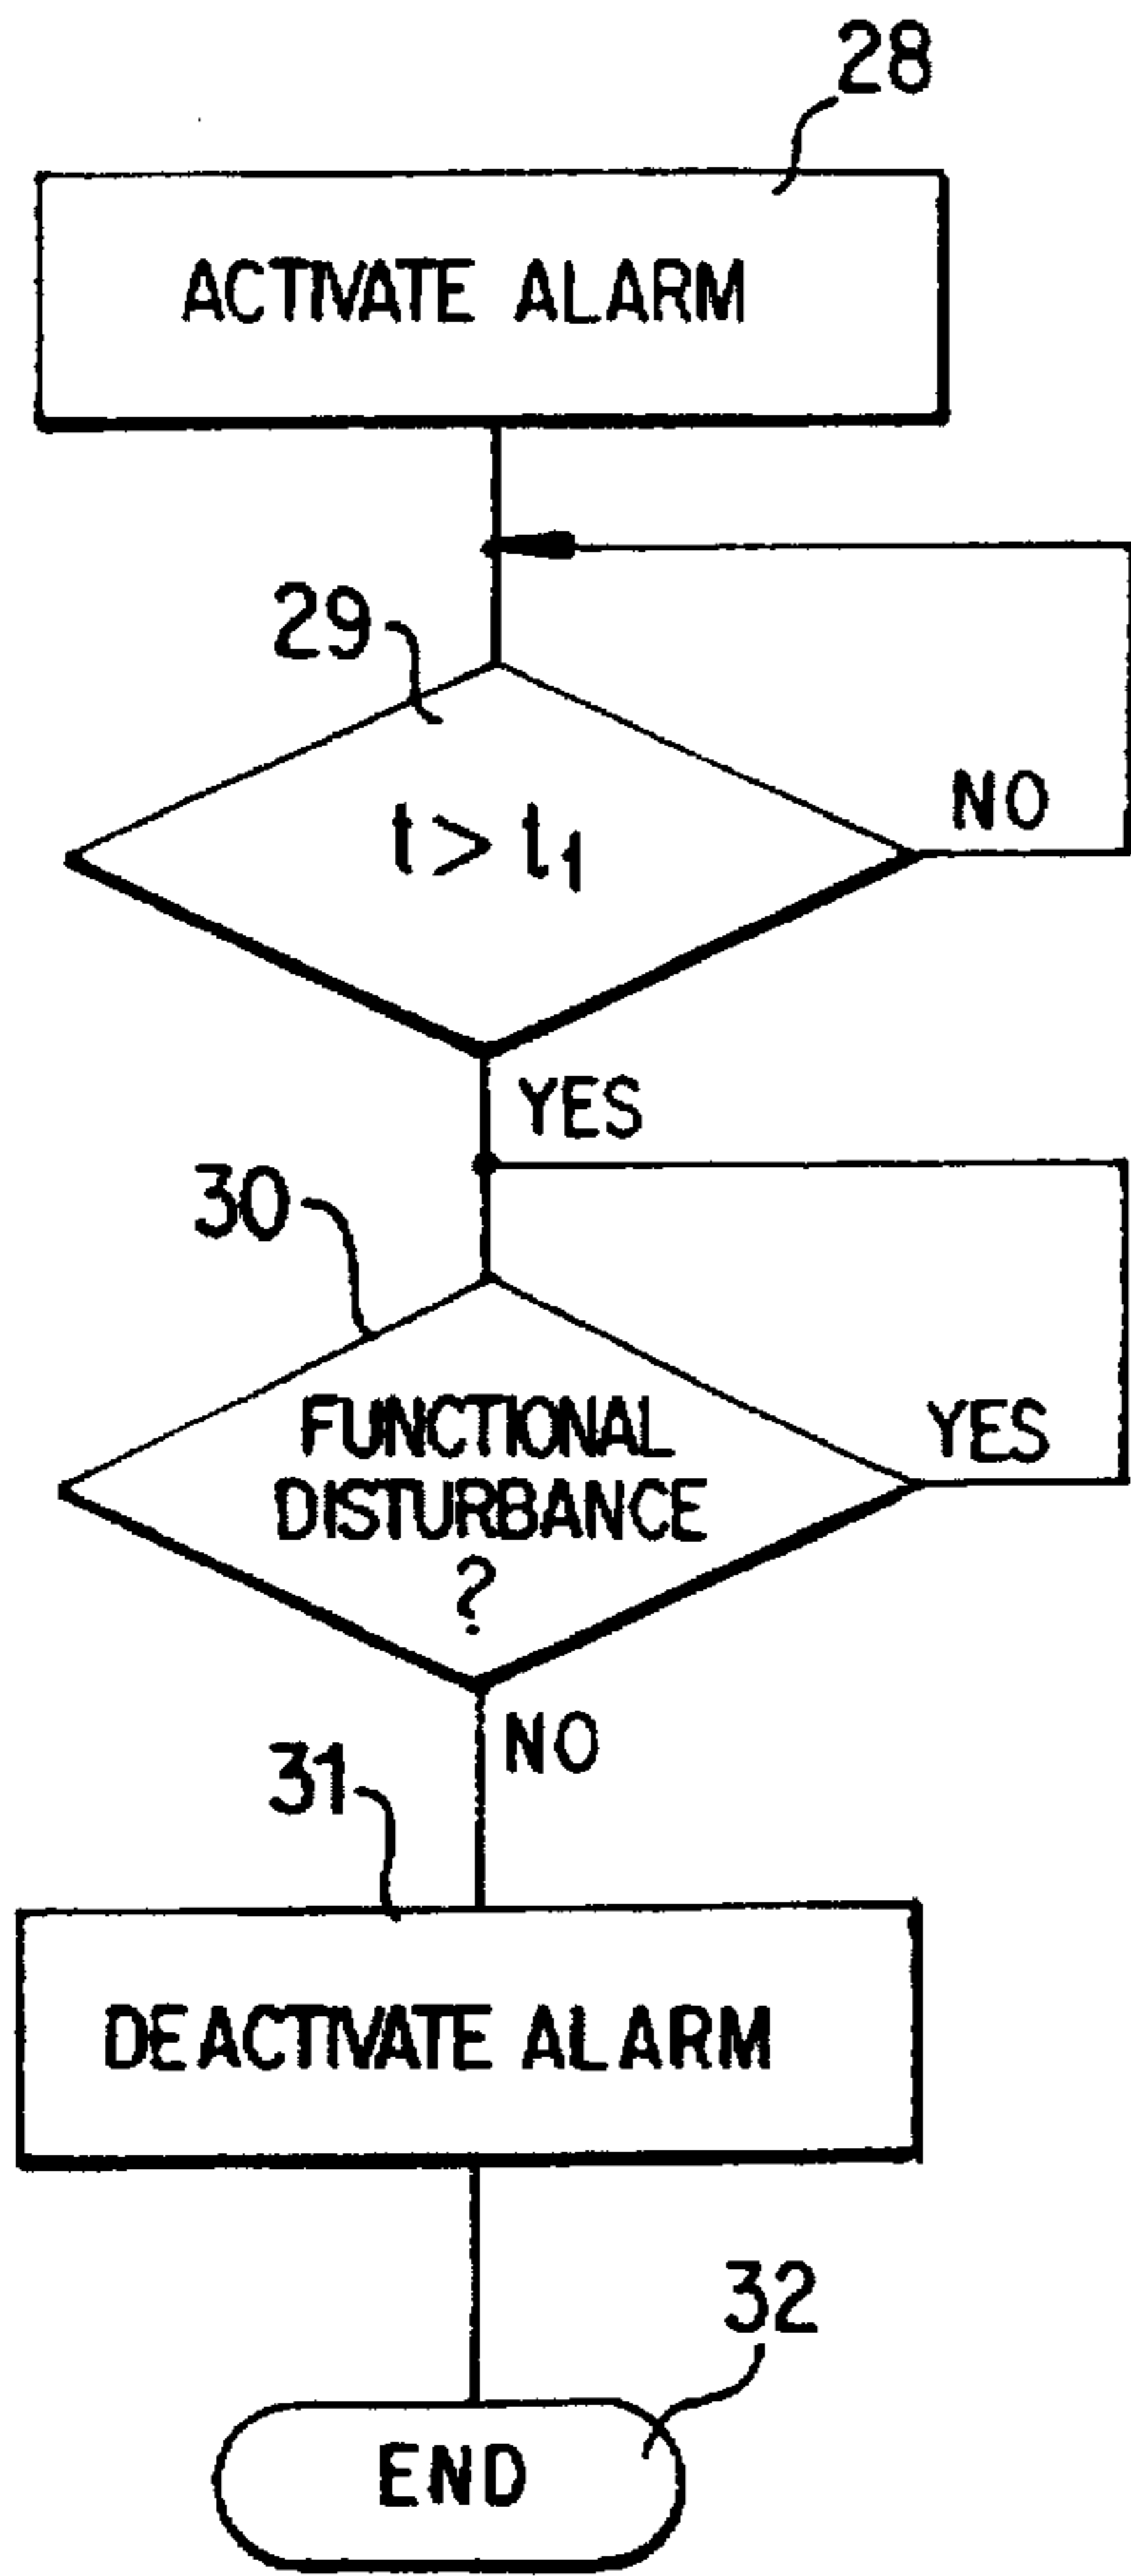 28
ACTIVATE ALARM
29
t > t₁
NO
YES
30
FUNCTIONAL
DISTURBANCE
?
YES
NO
31
DEACTIVATE ALARM
32
END